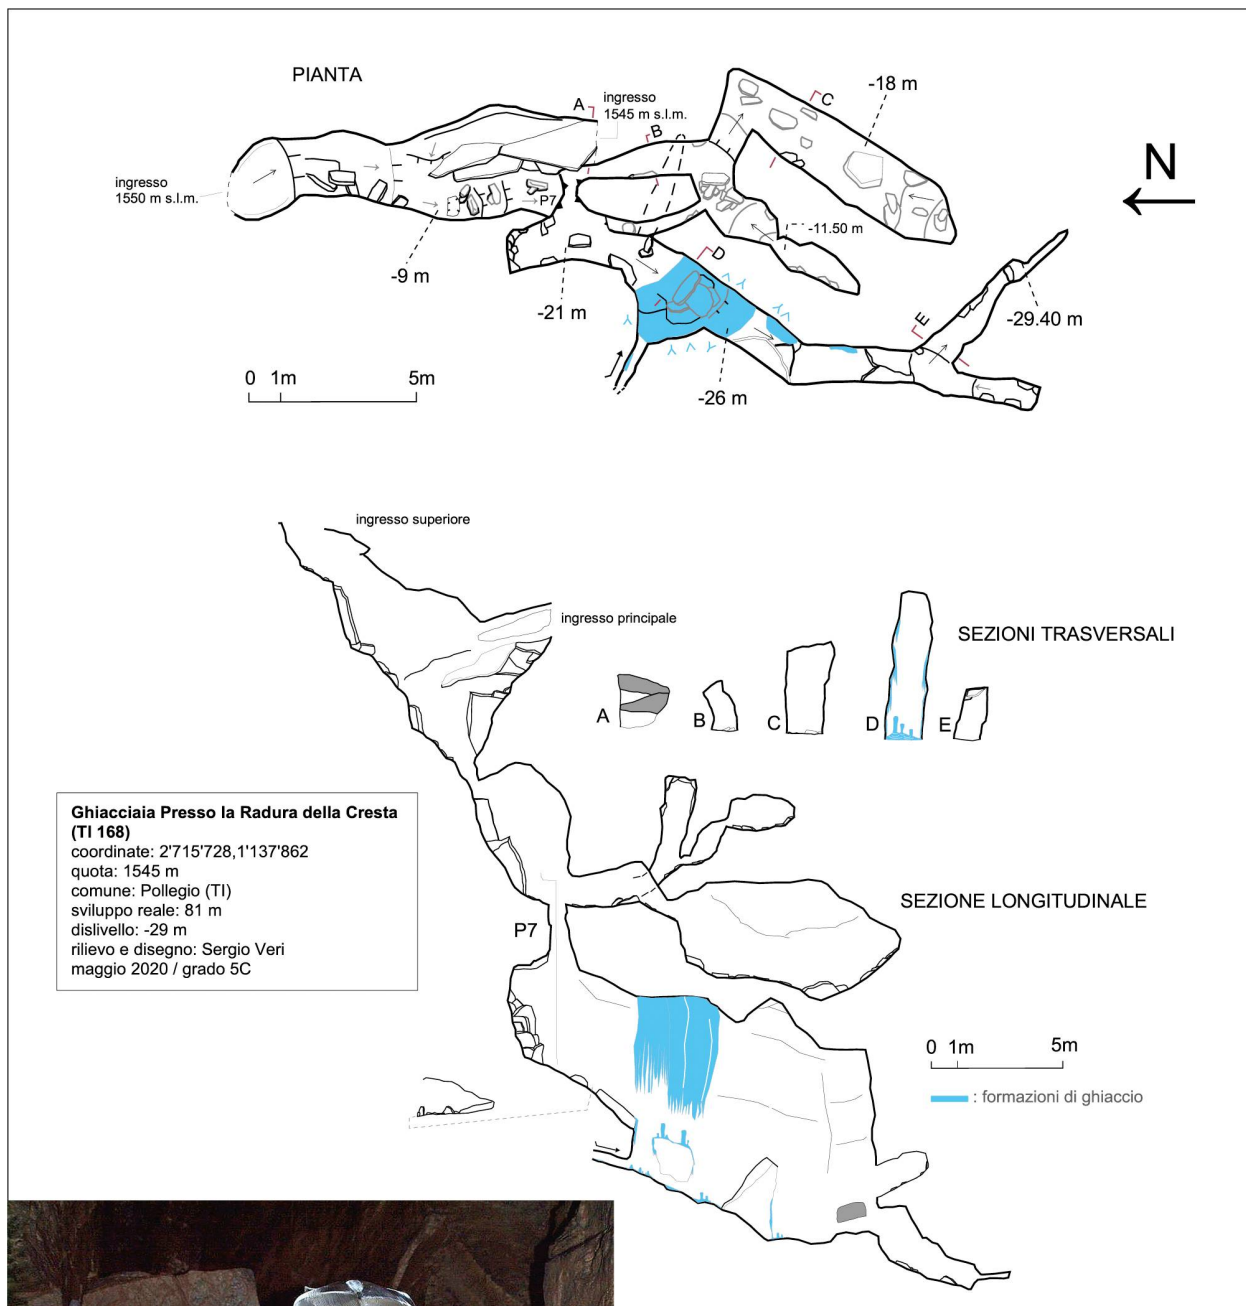 PIANTA
A
ingresso
1545 m s.l.m.
B
C
-18 m
N
ingresso
1550 m s.l.m.
P7
-11.50 m
D
-9 m
-21 m
E
-29.40 m
-26 m
0 1m 5m
ingresso superiore
ingresso principale
SEZIONI TRASVERSALI
A B C D E
Ghiacciaia Presso la Radura della Cresta
(TI 168)
coordinate: 2'715'728,1'137'862
quota: 1545 m
comune: Pollegio (TI)
sviluppo reale: 81 m
dislivello: -29 m
rilievo e disegno: Sergio Veri
maggio 2020 / grado 5C
SEZIONE LONGITUDINALE
P7
0 1m 5m
: formazioni di ghiaccio